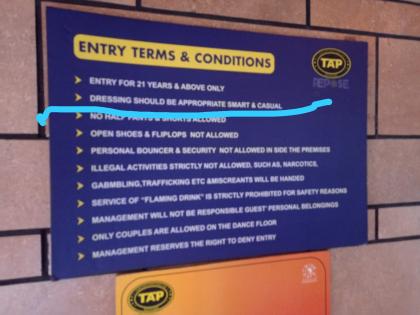 ENTRY TERMS & CONDITIONS
TAP
REPOSE
ENTRY FOR 21 YEARS & ABOVE ONLY
DRESSING SHOULD BE APPROPRIATE SMART & CASUAL
NO HALF PANTS & SHORTS ALLOWED
OPEN SHOES & FLIPLOPS NOT ALLOWED
PERSONAL BOUNCER & SECURITY NOT ALLOWED IN SIDE THE PREMISES
ILLEGAL ACTIVITIES STRICTLY NOT ALLOWED, SUCH AS, NARCOTICS,
GABMBLING,TRAFFICKING ETC &MISCREANTS WILL BE HANDED
SERVICE OF "FLAMING DRINK" IS STRICTLY PROHIBITED FOR SAFETY REASONS
MANAGEMENT WILL NOT BE RESPONSIBLE GUEST' PERSONAL BELONGINGS
ONLY COUPLES ARE ALLOWED ON THE DANCE FLOOR
MANAGEMENT RESERVES THE RIGHT TO DENY ENTRY
TAP